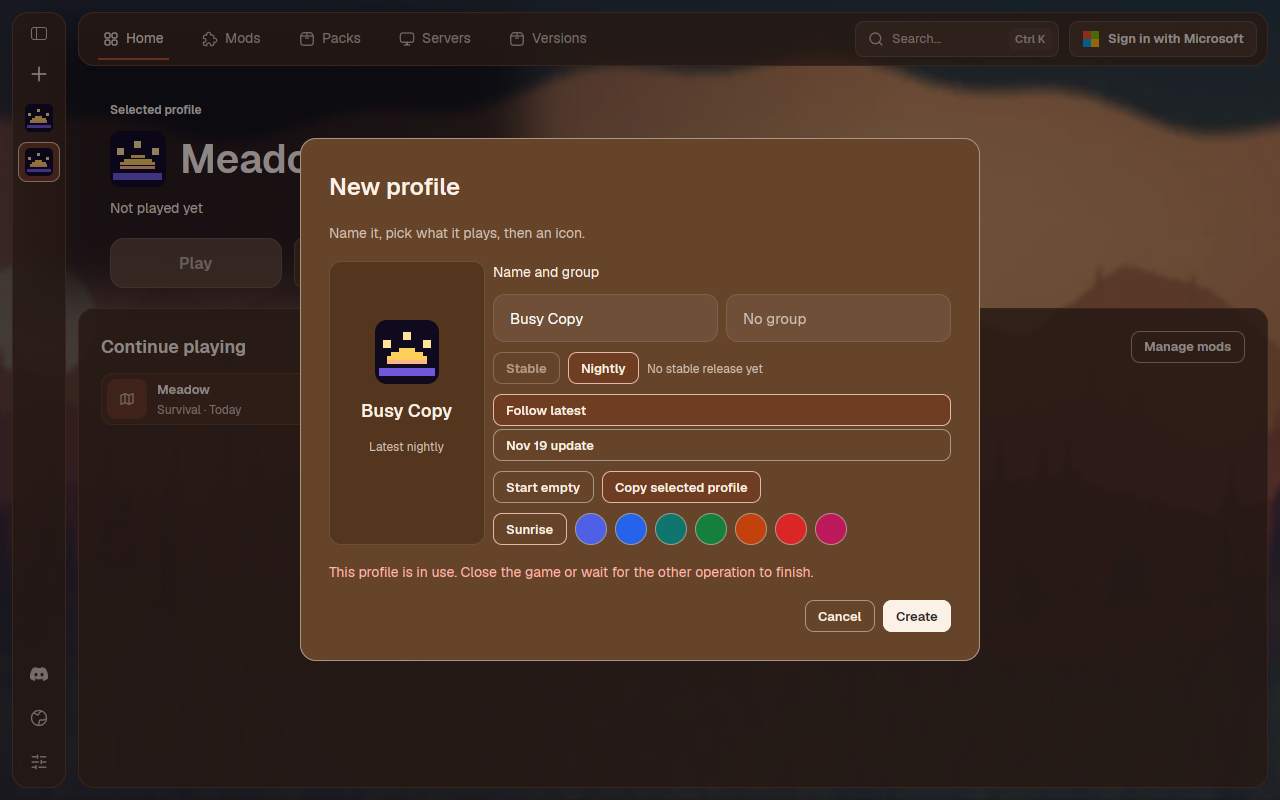 Home
Mods
Packs
Servers
Versions
Search...
Ctrl K
Sign in with Microsoft
Selected profile
Not played yet
Play
Continue playing
Manage mods
Meadow
Survival · Today
New profile
Name it, pick what it plays, then an icon.
Busy Copy
Latest nightly
Name and group
Busy Copy
No group
Stable
Nightly
No stable release yet
Follow latest
Nov 19 update
Start empty
Copy selected profile
Sunrise
This profile is in use. Close the game or wait for the other operation to finish.
Cancel
Create